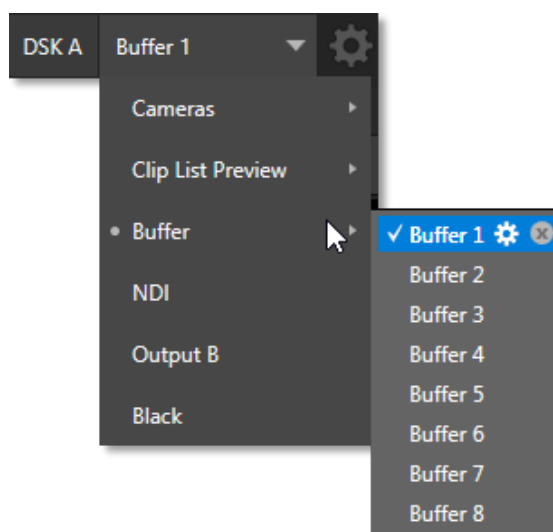 DSK A Buffer 1
Cameras
Clip List Preview
Buffer
NDI
Output B
Black
Buffer 1
Buffer 2
Buffer 3
Buffer 4
Buffer 5
Buffer 6
Buffer 7
Buffer 8